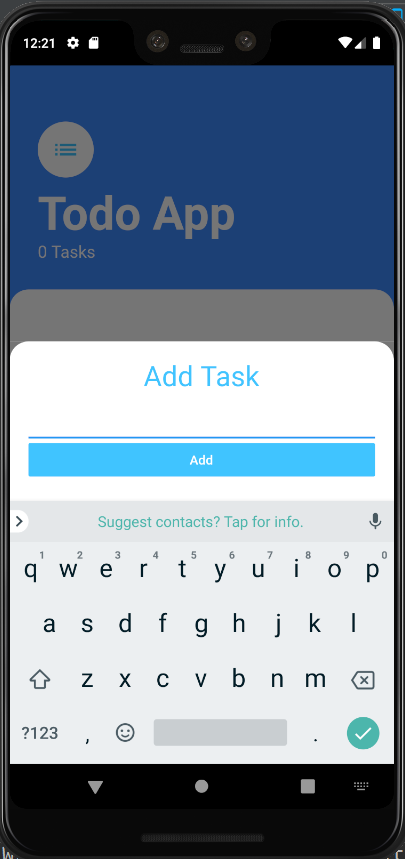 12:21
Todo App
0 Tasks
Add Task
Add
Suggest contacts? Tap for info.
1 2 3 4 5 6 7 8 9 0
q w e r t y u i o p
a s d f g h j k l
z x c v b n m
?123 , .